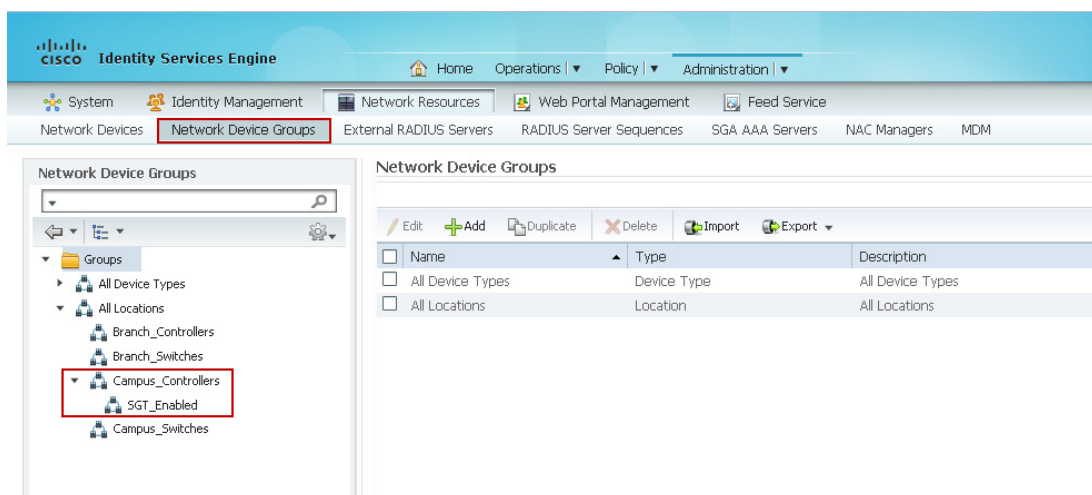 CISCO Identity Services Engine
Home Operations Policy Administration
System Identity Management Network Resources Web Portal Management Feed Service
Network Devices Network Device Groups External RADIUS Servers RADIUS Server Sequences SGA AAA Servers NAC Managers MDM
Network Device Groups
Groups
All Device Types
All Locations
Branch_Controllers
Branch_Switches
Campus_Controllers
SGT_Enabled
Campus_Switches
Network Device Groups
Edit Add Duplicate Delete Import Export
Name Type Description
All Device Types Device Type All Device Types
All Locations Location All Locations